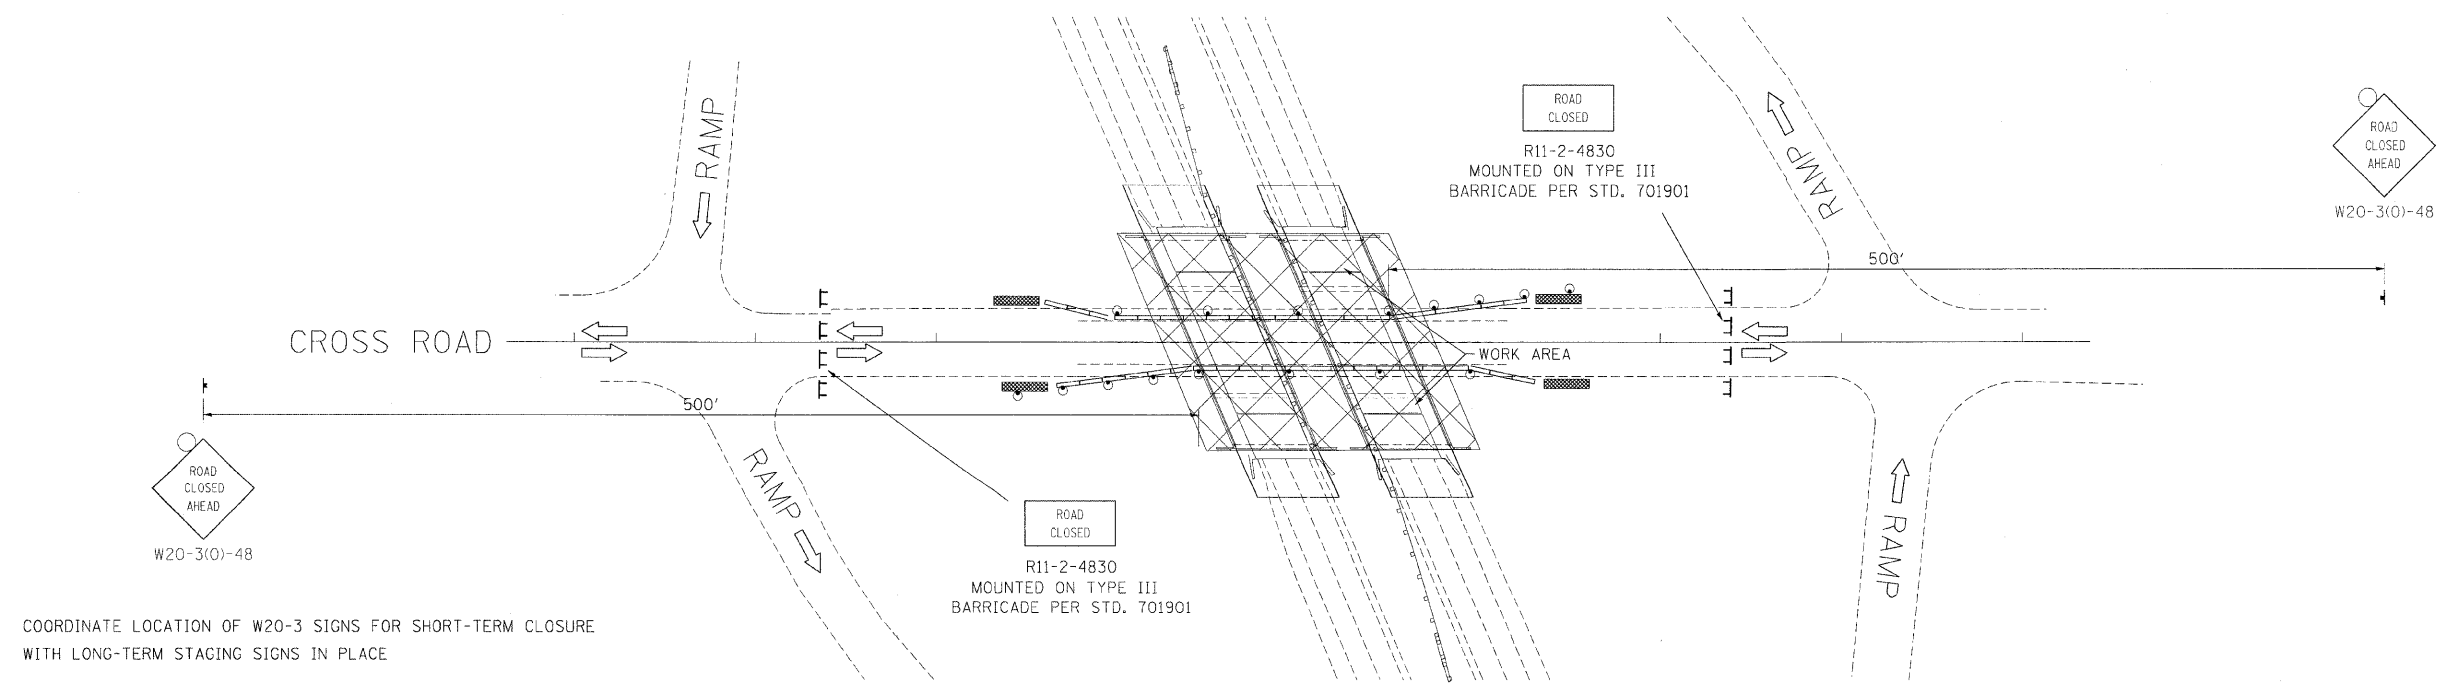 ROAD
CLOSED
R11-2-4830
MOUNTED ON TYPE III
BARRICADE PER STD. 701901
ROAD
CLOSED
AHEAD
W20-3(O)-48
RAMP
RAMP
500'
CROSS ROAD
WORK AREA
500'
ROAD
CLOSED
AHEAD
W20-3(O)-48
RAMP
ROAD
CLOSED
R11-2-4830
MOUNTED ON TYPE III
BARRICADE PER STD. 701901
RAMP
COORDINATE LOCATION OF W20-3 SIGNS FOR SHORT-TERM CLOSURE
WITH LONG-TERM STAGING SIGNS IN PLACE